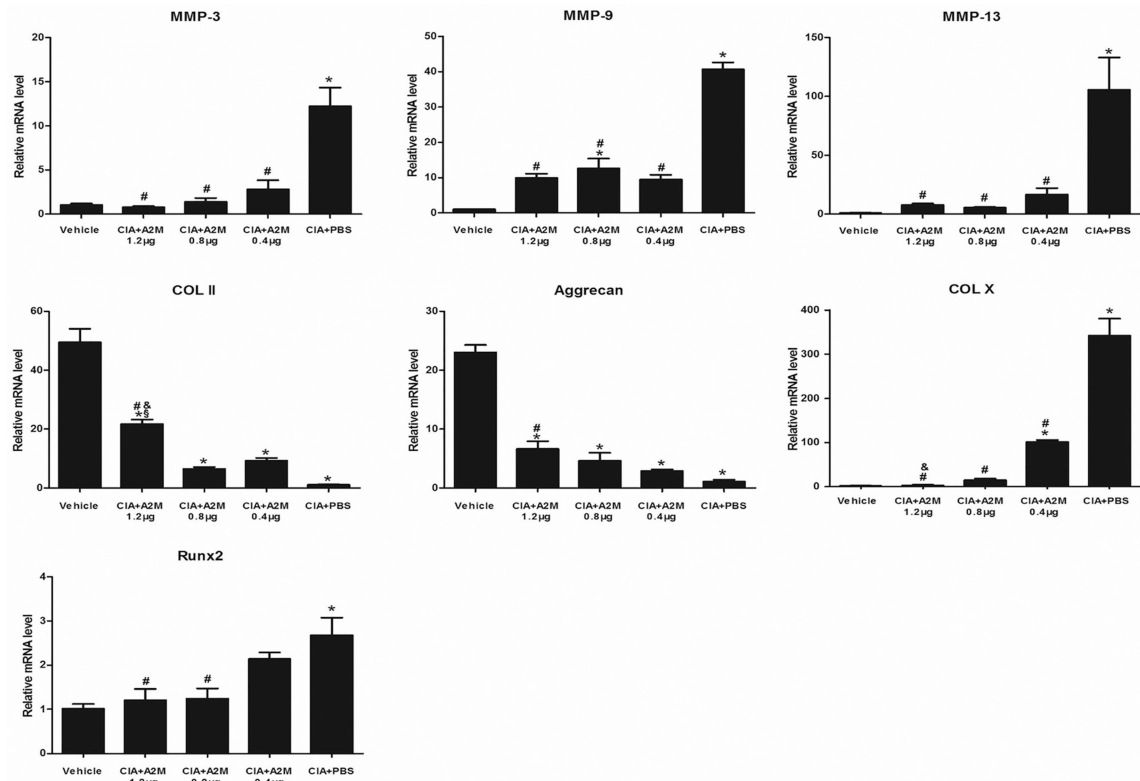 MMP-3
Relative mRNA level
20
15
10
5
0
#
#
#
*
Vehicle CIA+A2M CIA+A2M CIA+A2M CIA+PBS
1.2µg 0.8µg 0.4µg
MMP-9
Relative mRNA level
50
40
30
20
10
0
#
#
*
#
*
Vehicle CIA+A2M CIA+A2M CIA+A2M CIA+PBS
1.2µg 0.8µg 0.4µg
MMP-13
Relative mRNA level
150
100
50
0
#
#
#
*
Vehicle CIA+A2M CIA+A2M CIA+A2M CIA+PBS
1.2µg 0.8µg 0.4µg
COL II
Relative mRNA level
60
40
20
0
#&
*§
*
*
*
Vehicle CIA+A2M CIA+A2M CIA+A2M CIA+PBS
1.2µg 0.8µg 0.4µg
Aggrecan
Relative mRNA level
30
20
10
0
#
*
*
*
*
Vehicle CIA+A2M CIA+A2M CIA+A2M CIA+PBS
1.2µg 0.8µg 0.4µg
COL X
Relative mRNA level
400
300
200
100
0
&
#
#
#
*
*
Vehicle CIA+A2M CIA+A2M CIA+A2M CIA+PBS
1.2µg 0.8µg 0.4µg
Runx2
Relative mRNA level
4
3
2
1
0
#
#
*
Vehicle CIA+A2M CIA+A2M CIA+A2M CIA+PBS